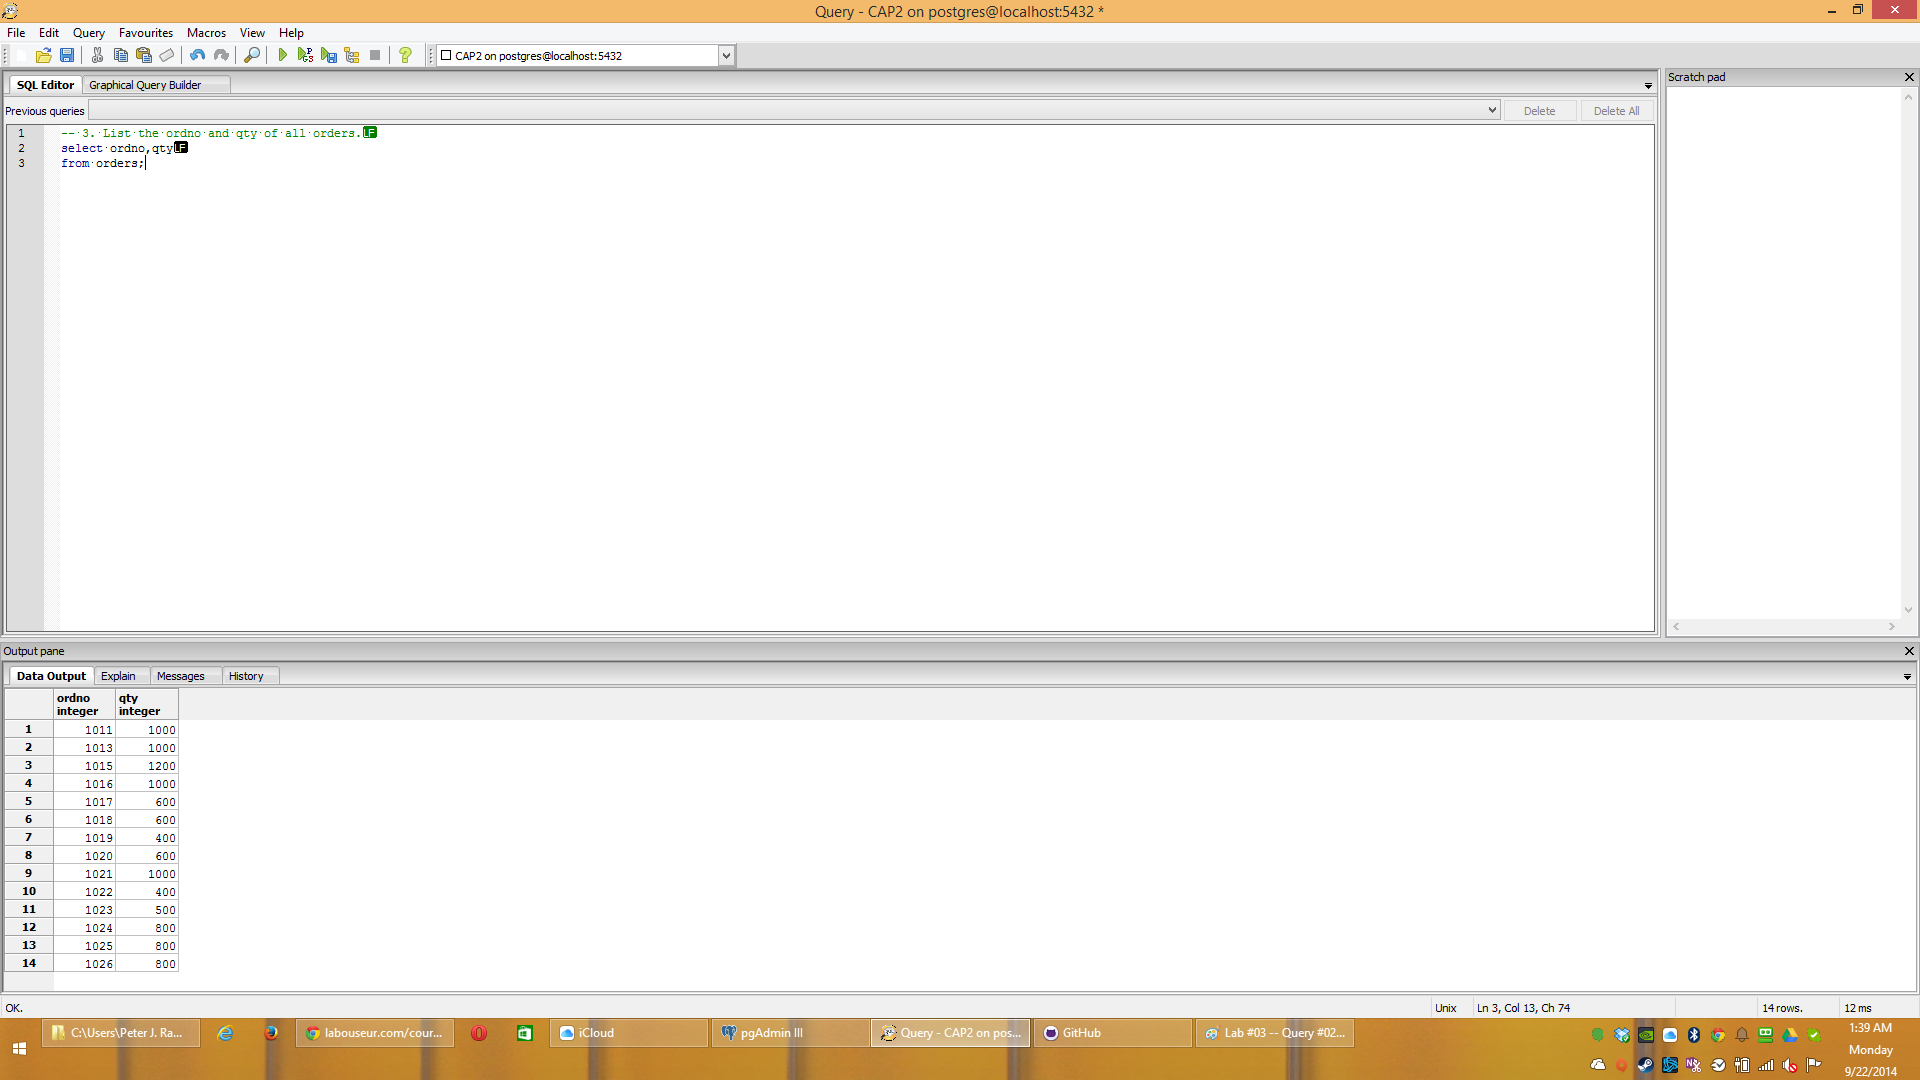 Query - CAP2 on postgres@localhost:5432 *
File Edit Query Favourites Macros View Help
CAP2 on postgres@localhost:5432
SQL Editor Graphical Query Builder
Previous queries Delete Delete All
1 -- 3. List the ordno and qty of all orders.LF
2 select ordno,qtyLF
3 from orders;
Scratch pad
Output pane
Data Output Explain Messages History
ordno integer qty integer
1 1011 1000
2 1013 1000
3 1015 1200
4 1016 1000
5 1017 600
6 1018 600
7 1019 400
8 1020 600
9 1021 1000
10 1022 400
11 1023 500
12 1024 800
13 1025 800
14 1026 800
OK. Unix Ln 3, Col 13, Ch 74 14 rows. 12 ms
C:\Users\Peter J. Ra... labouseur.com/cour... iCloud pgAdmin III Query - CAP2 on pos... GitHub Lab #03 -- Query #02...
1:39 AM
Monday
9/22/2014